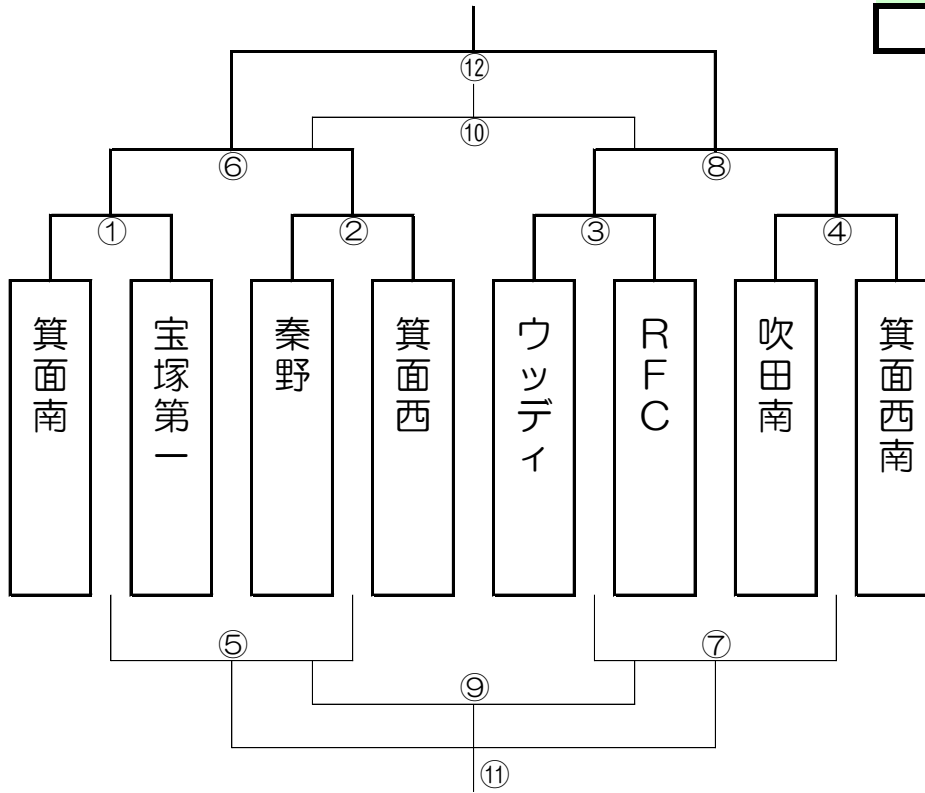 ⑫
⑩
⑥
⑧
①
②
③
④
箕面南
宝塚第一
秦野
箕面西
ウッディ
RFC
吹田南
箕面西南
⑤
⑦
⑨
⑪